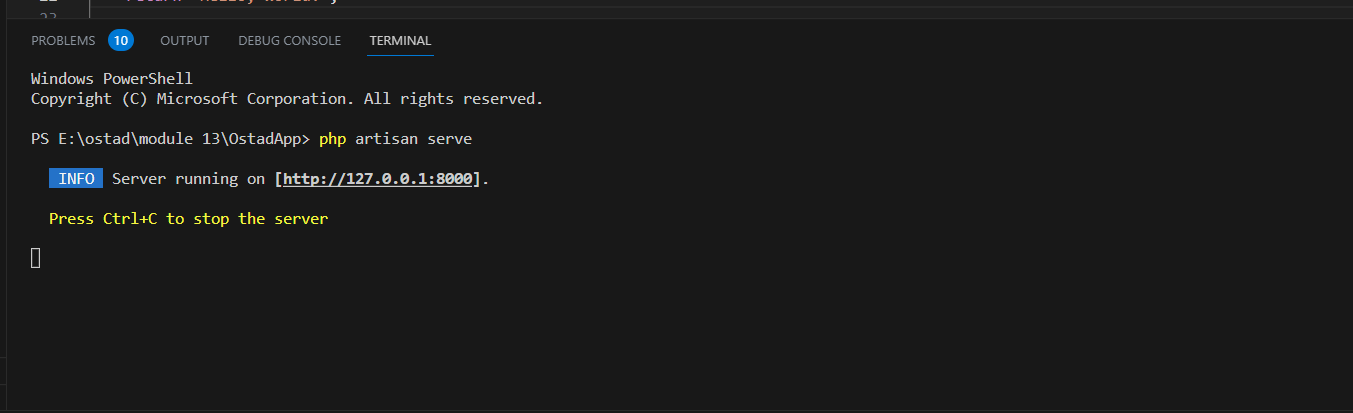 PROBLEMS 10 OUTPUT DEBUG CONSOLE TERMINAL
Windows PowerShell
Copyright (C) Microsoft Corporation. All rights reserved.
PS E:\ostad\module 13\OstadApp> php artisan serve
INFO Server running on [http://127.0.0.1:8000].
Press Ctrl+C to stop the server